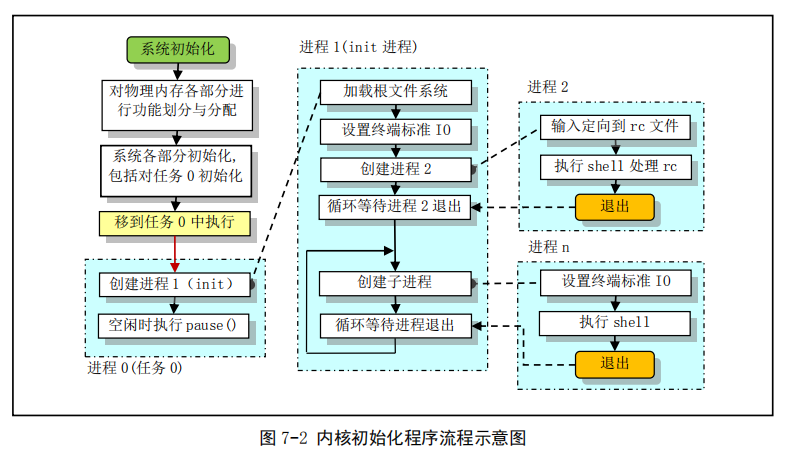 系统初始化
对物理内存各部分进
行功能划分与分配
系统各部分初始化,
包括对任务 0 初始化
移到任务 0 中执行
创建进程 1（init）
空闲时执行 pause()
进程 0(任务 0)
进程 1(init 进程)
加载根文件系统
设置终端标准 IO
创建进程 2
循环等待进程 2 退出
创建子进程
循环等待进程退出
进程 2
输入定向到 rc 文件
执行 shell 处理 rc
退出
进程 n
设置终端标准 IO
执行 shell
退出
图 7-2 内核初始化程序流程示意图